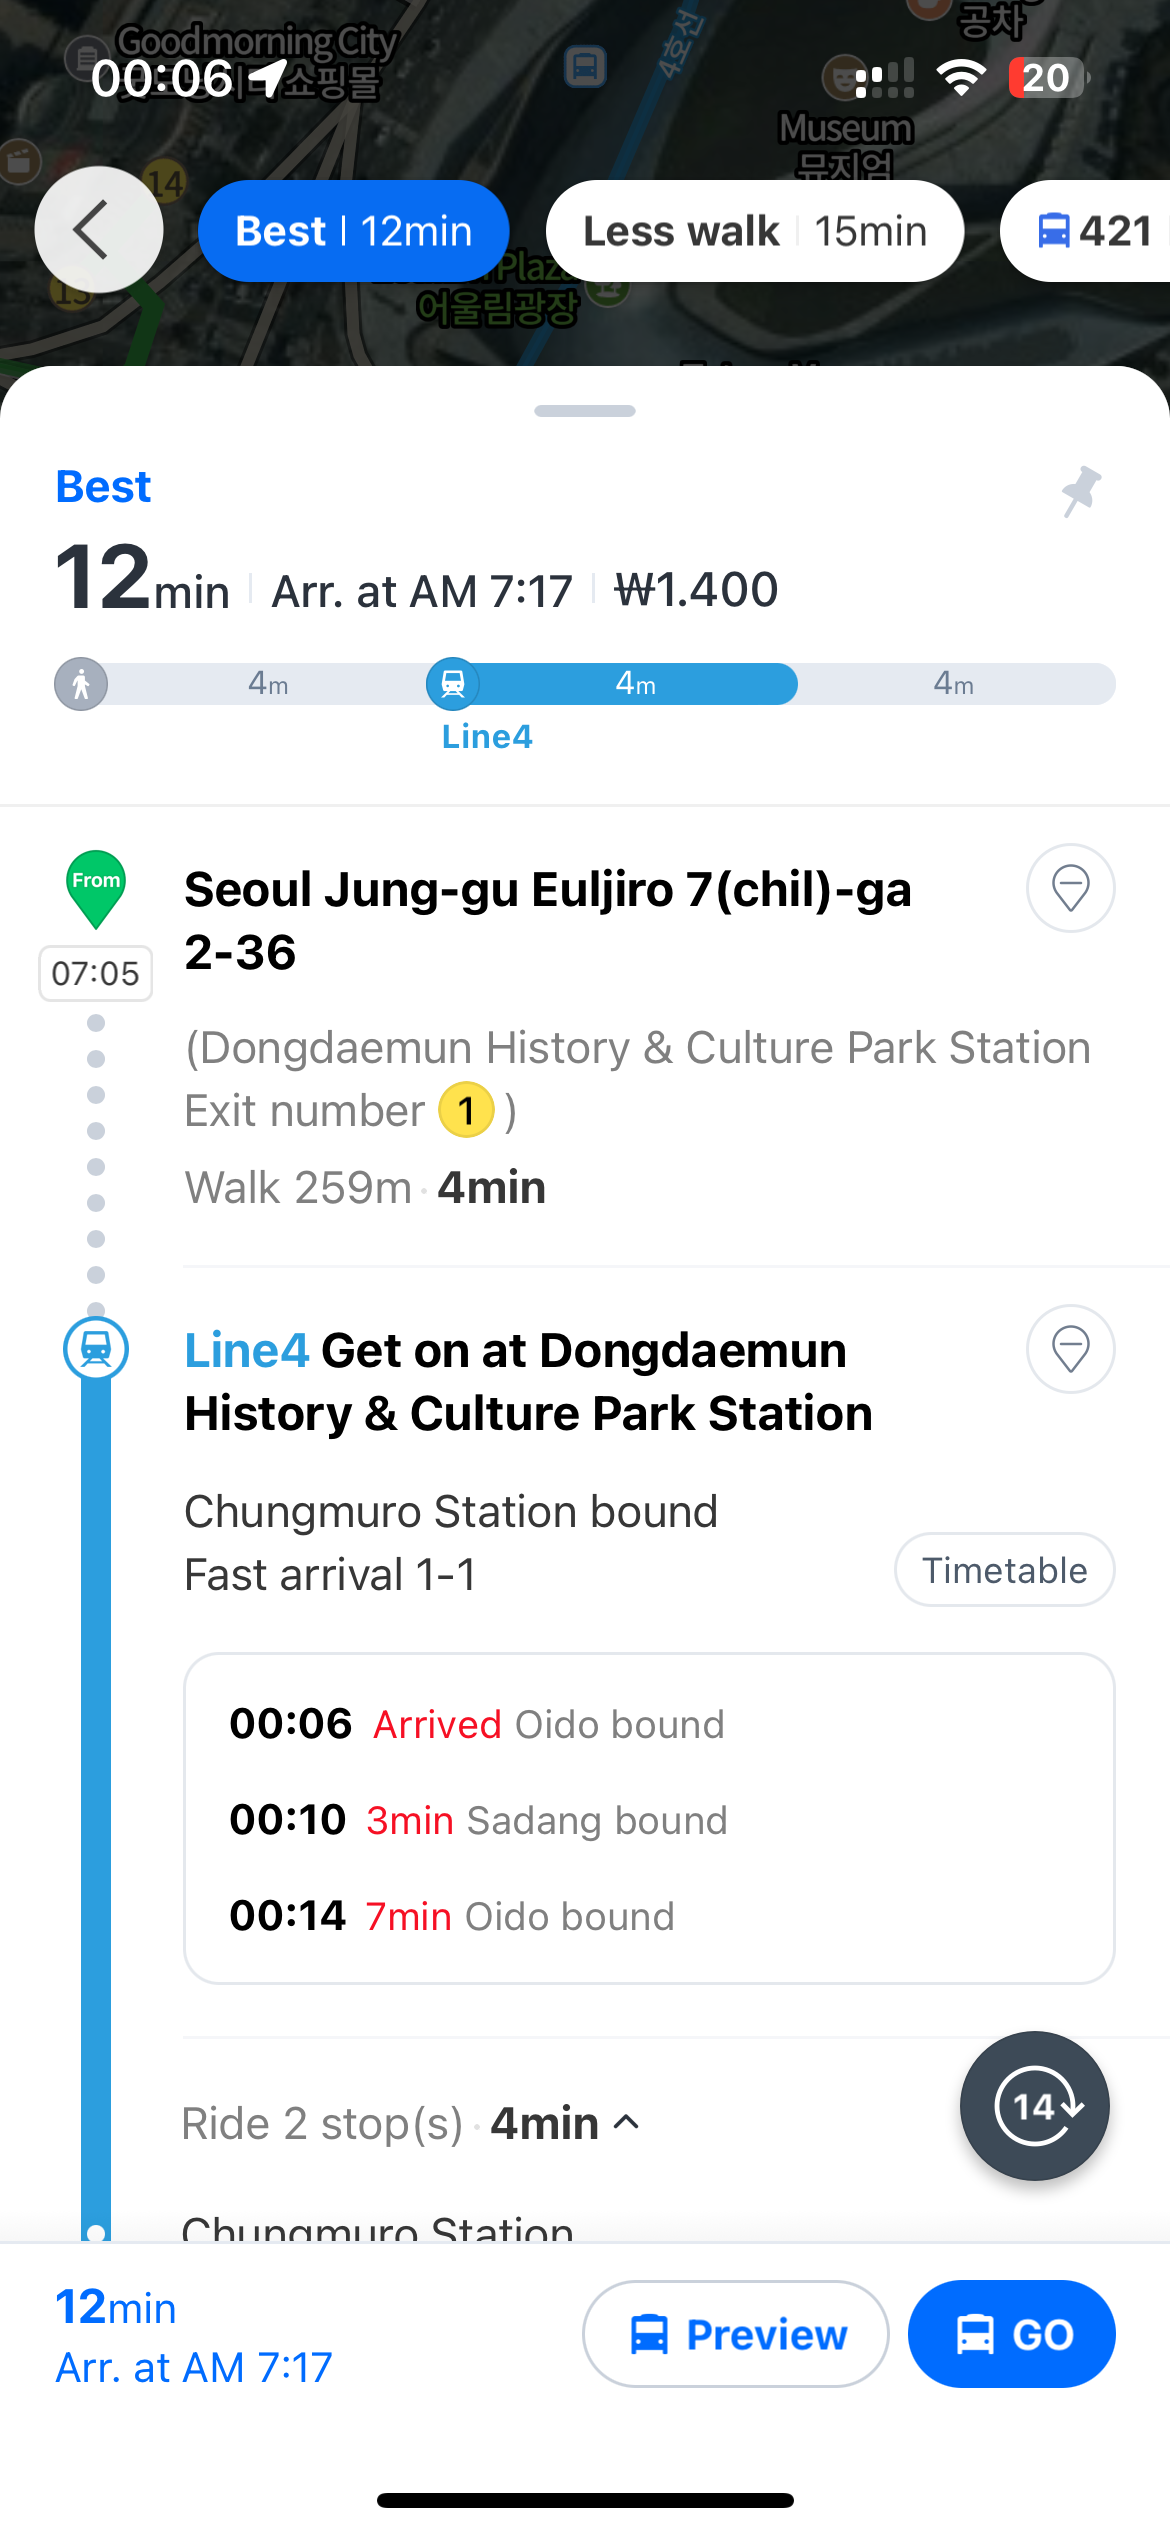 Goodmorning City
쇼핑몰
4호선
공차
00:06
20
Museum
뮤지엄
14
Best | 12min
Less walk | 15min
421
Plaza
13
어울림광장
Best
12min | Arr. at AM 7:17 | ₩1.400
4m
4m
4m
Line4
From
Seoul Jung-gu Euljiro 7(chil)-ga
2-36
07:05
(Dongdaemun History & Culture Park Station
Exit number 1 )
Walk 259m · 4min
Line4 Get on at Dongdaemun
History & Culture Park Station
Chungmuro Station bound
Fast arrival 1-1
Timetable
00:06 Arrived Oido bound
00:10 3min Sadang bound
00:14 7min Oido bound
14
Ride 2 stop(s) · 4min
Chungmuro Station
12min
Arr. at AM 7:17
Preview
GO